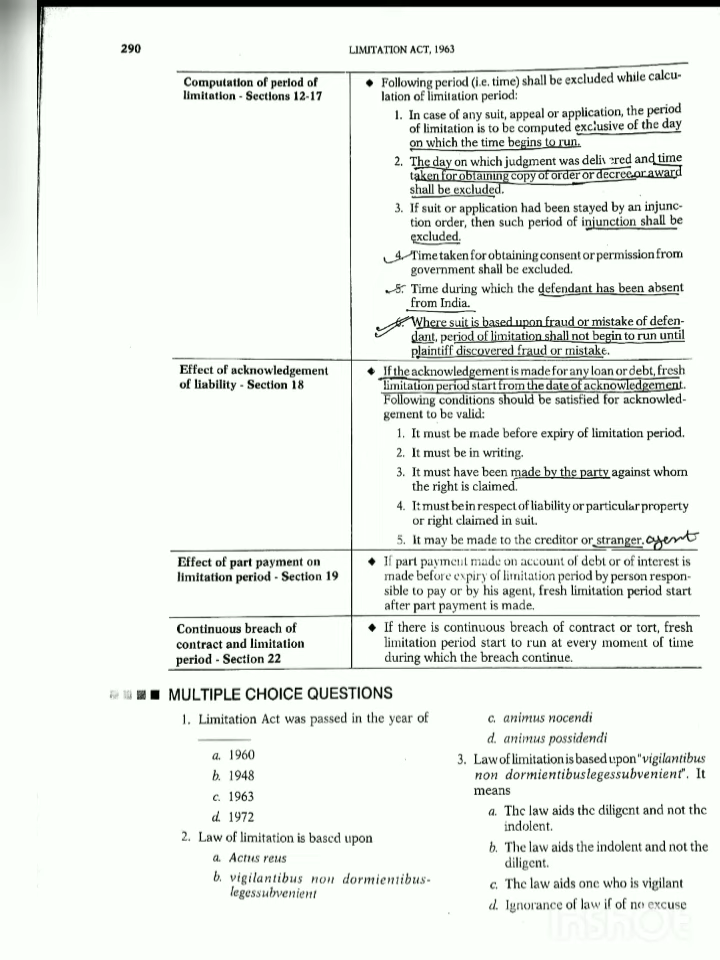 290
LIMITATION ACT, 1963
Computation of period of
limitation - Sections 12-17
◆ Following period (i.e. time) shall be excluded while calcu-
lation of limitation period:
1. In case of any suit, appeal or application, the period
of limitation is to be computed exclusive of the day
on which the time begins to run.
2. The day on which judgment was delivered and time
taken for obtaining copy of order or decree or award
shall be excluded.
3. If suit or application had been stayed by an injunc-
tion order, then such period of injunction shall be
excluded.
4. Time taken for obtaining consent or permission from
government shall be excluded.
5. Time during which the defendant has been absent
from India.
6. Where suit is based upon fraud or mistake of defen-
dant, period of limitation shall not begin to run until
plaintiff discovered fraud or mistake.
Effect of acknowledgement
of liability - Section 18
◆ If the acknowledgement is made for any loan or debt, fresh
limitation period start from the date of acknowledgement.
Following conditions should be satisfied for acknowled-
gement to be valid:
1. It must be made before expiry of limitation period.
2. It must be in writing.
3. It must have been made by the party against whom
the right is claimed.
4. It must be in respect of liability or particular property
or right claimed in suit.
5. It may be made to the creditor or stranger. agent
Effect of part payment on
limitation period - Section 19
◆ If part payment made on account of debt or of interest is
made before expiry of limitation period by person respon-
sible to pay or by his agent, fresh limitation period start
after part payment is made.
Continuous breach of
contract and limitation
period - Section 22
◆ If there is continuous breach of contract or tort, fresh
limitation period start to run at every moment of time
during which the breach continue.
MULTIPLE CHOICE QUESTIONS
1. Limitation Act was passed in the year of
________
a. 1960
b. 1948
c. 1963
d. 1972
2. Law of limitation is based upon
a. Actus reus
b. vigilantibus non dormientibus-
legessubvenient
c. animus nocendi
d. animus possidendi
3. Law of limitation is based upon "vigilantibus
non dormientibuslegessubvenient". It
means
a. The law aids the diligent and not the
indolent.
b. The law aids the indolent and not the
diligent.
c. The law aids one who is vigilant
d. Ignorance of law if of no excuse
InShOt